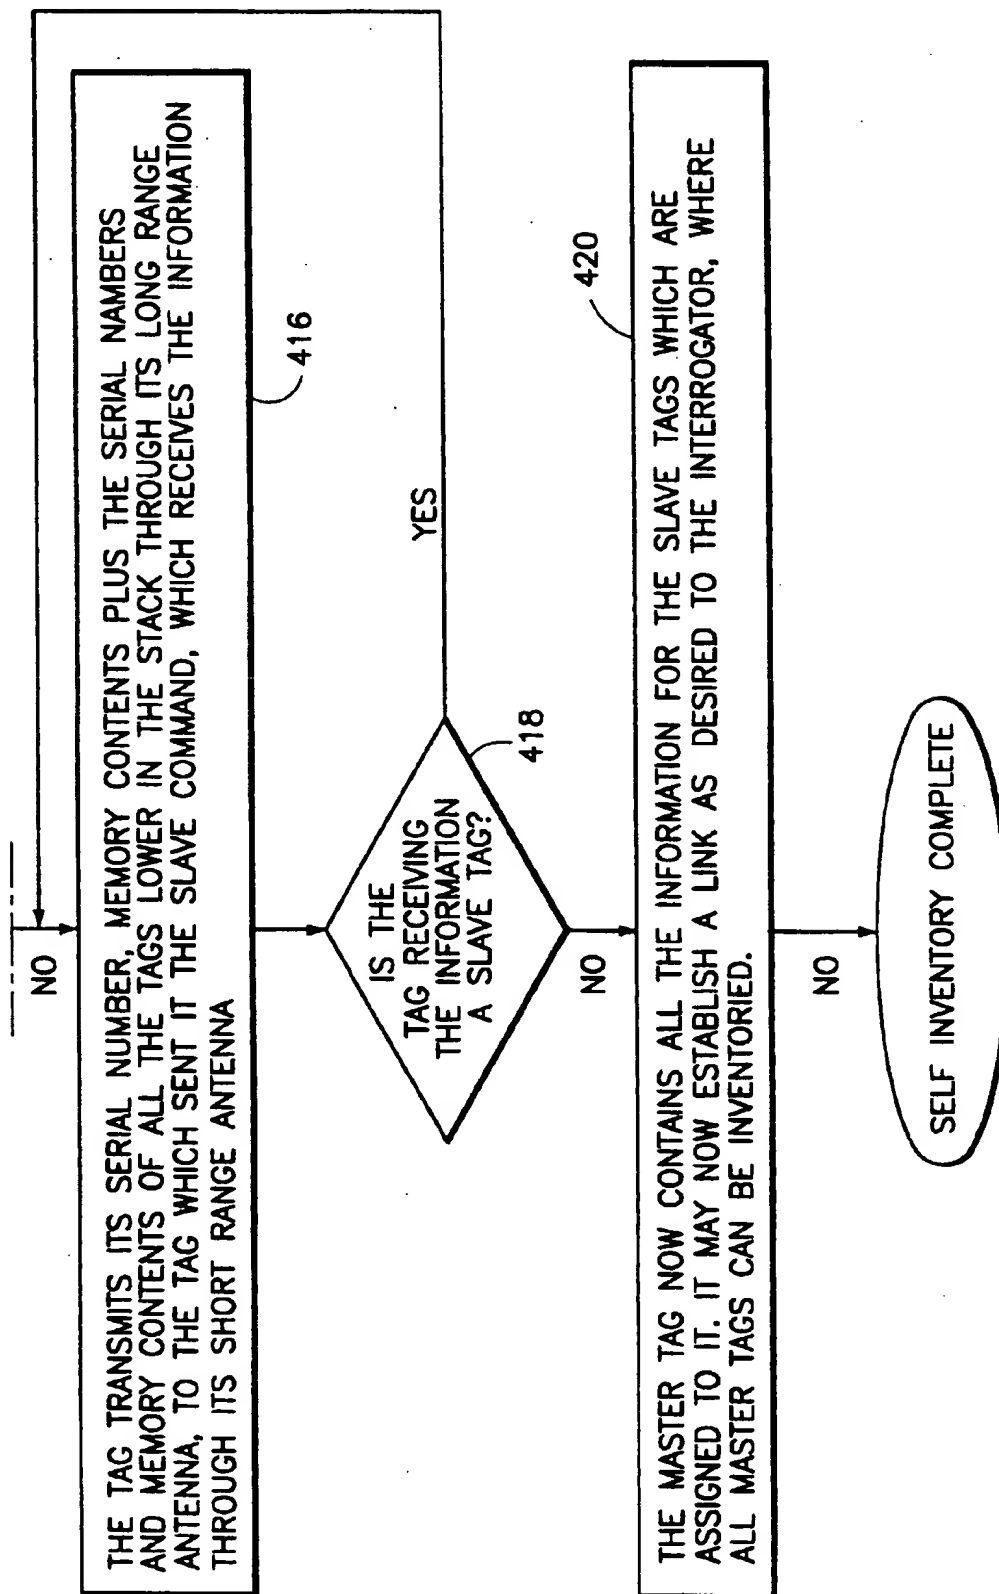 NO
THE TAG TRANSMITS ITS SERIAL NUMBER, MEMORY CONTENTS PLUS THE SERIAL NAMBERS
AND MEMORY CONTENTS OF ALL THE TAGS LOWER IN THE STACK THROUGH ITS LONG RANGE
ANTENNA, TO THE TAG WHICH SENT IT THE SLAVE COMMAND, WHICH RECEIVES THE INFORMATION
THROUGH ITS SHORT RANGE ANTENNA
416
IS THE
TAG RECEIVING
THE INFORMATION
A SLAVE TAG?
418
YES
NO
420
THE MASTER TAG NOW CONTAINS ALL THE INFORMATION FOR THE SLAVE TAGS WHICH ARE
ASSIGNED TO IT. IT MAY NOW ESTABLISH A LINK AS DESIRED TO THE INTERROGATOR, WHERE
ALL MASTER TAGS CAN BE INVENTORIED.
NO
SELF INVENTORY COMPLETE